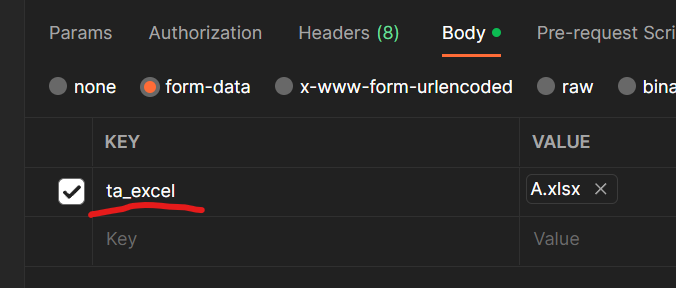 Params Authorization Headers (8) Body Pre-request Scri
none form-data x-www-form-urlencoded raw bina
KEY VALUE
ta_excel A.xlsx
Key Value